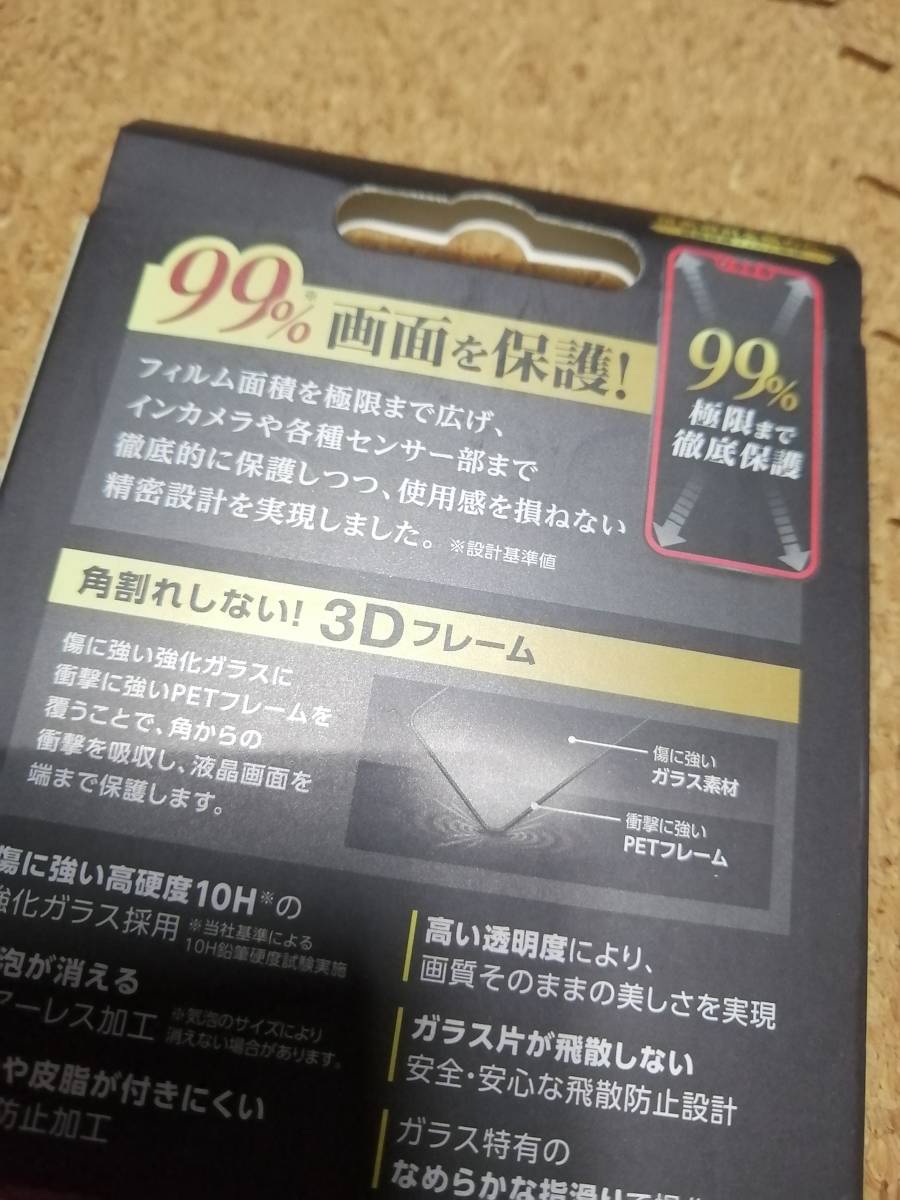 99%※画面を保護!
フィルム面積を極限まで広げ、
インカメラや各種センサー部まで
徹底的に保護しつつ、使用感を損ねない
精密設計を実現しました。 ※設計基準値
99%
極限まで
徹底保護
角割れしない! 3Dフレーム
傷に強い強化ガラスに
衝撃に強いPETフレームを
覆うことで、角からの
衝撃を吸収し、液晶画面を
端まで保護します。
傷に強い
ガラス素材
衝撃に強い
PETフレーム
傷に強い高硬度10H※の
強化ガラス採用 ※当社基準による
10H鉛筆硬度試験実施
泡が消える
アーレス加工 ※気泡のサイズにより
消えない場合があります。
や皮脂が付きにくい
防止加工
高い透明度により、
画質そのままの美しさを実現
ガラス片が飛散しない
安全・安心な飛散防止設計
ガラス特有の
なめらかな指滑りで